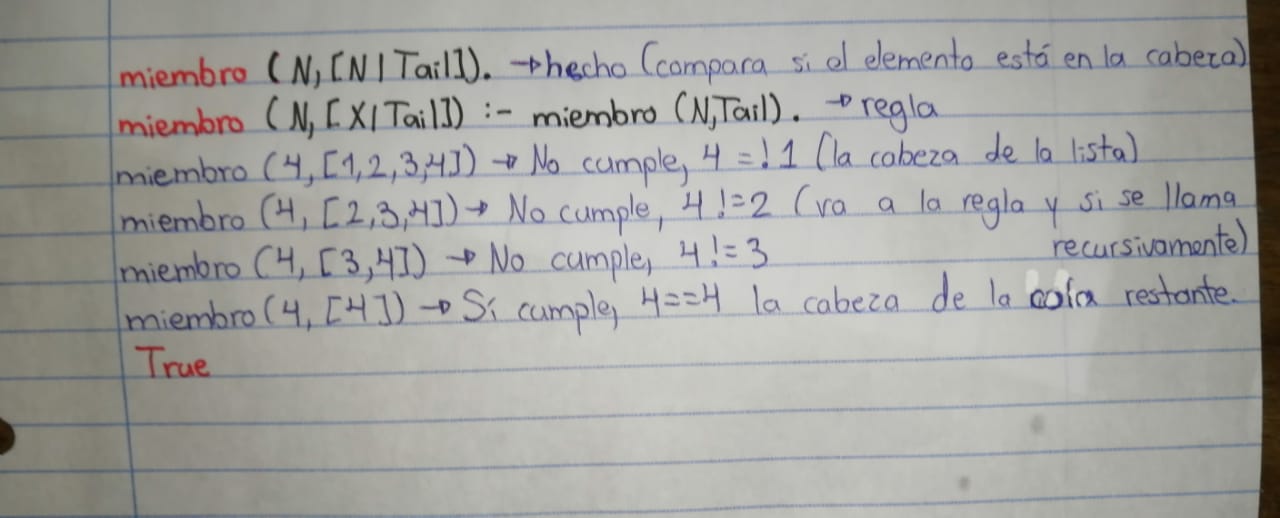 miembro (N, [N|Tail]). → hecho (compara si el elemento está en la cabeza)
miembro (N, [X|Tail]) :- miembro (N,Tail). → regla
miembro (4, [1,2,3,4]) → No cumple, 4 =! 1 (la cabeza de la lista)
miembro (4, [2,3,4]) → No cumple, 4 != 2 (va a la regla y si se llama
recursivamente)
miembro (4, [3,4]) → No cumple, 4 != 3
miembro (4, [4]) → Si cumple, 4==4 la cabeza de la cola restante.
True